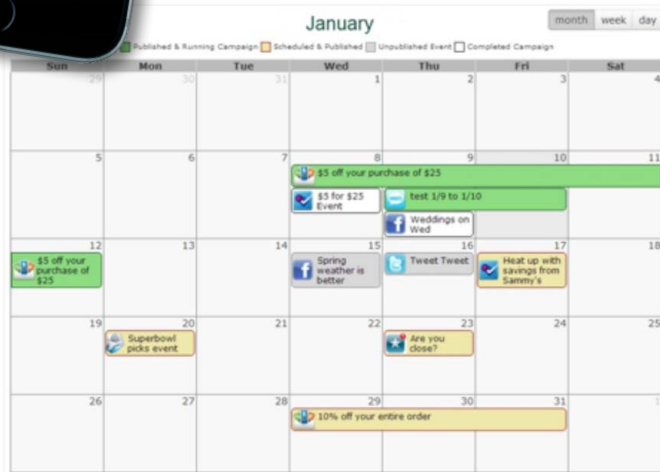 January
month week day
Published & Running Campaign Scheduled & Published Unpublished Event Completed Campaign
Sun Mon Tue Wed Thu Fri Sat
29 30 31 1 2 3 4
5 6 7 8 9 10 11
$5 off your purchase of $25
$5 for $25
Event
test 1/9 to 1/10
Weddings on
Wed
12 13 14 15 16 17 18
$5 off your
purchase of
$25
Spring
weather is
better
Tweet Tweet
Heat up with
savings from
Sammy's
19 20 21 22 23 24 25
Superbowl
picks event
Are you
close?
26 27 28 29 30 31 1
10% off your entire order